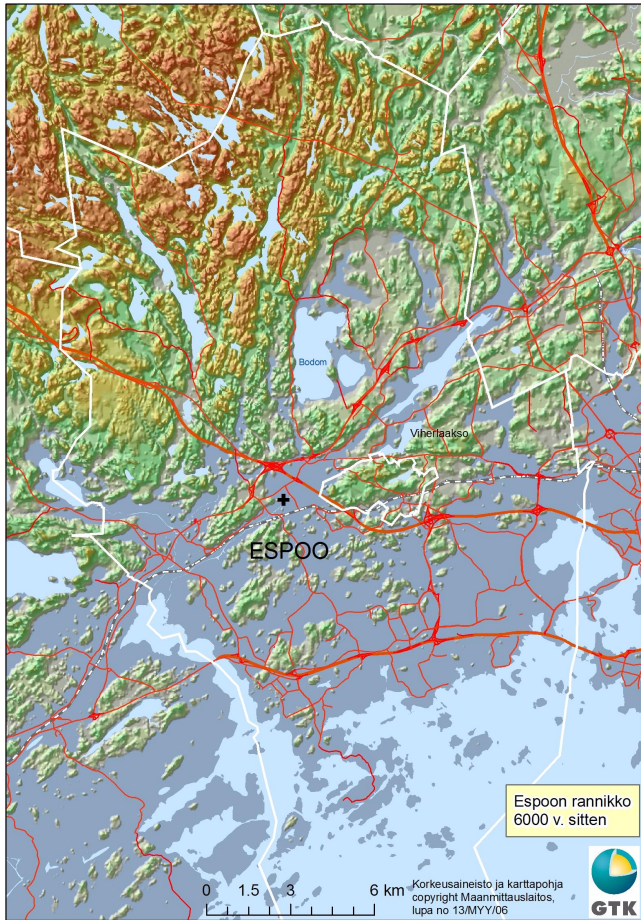 Bodom
Viherlaakso
ESPOO
Espoon rannikko
6000 v. sitten
0 1.5 3 6 km
Korkeusaineisto ja karttapohja
copyright Maanmittauslaitos,
lupa no 13/MYY/06
GTK